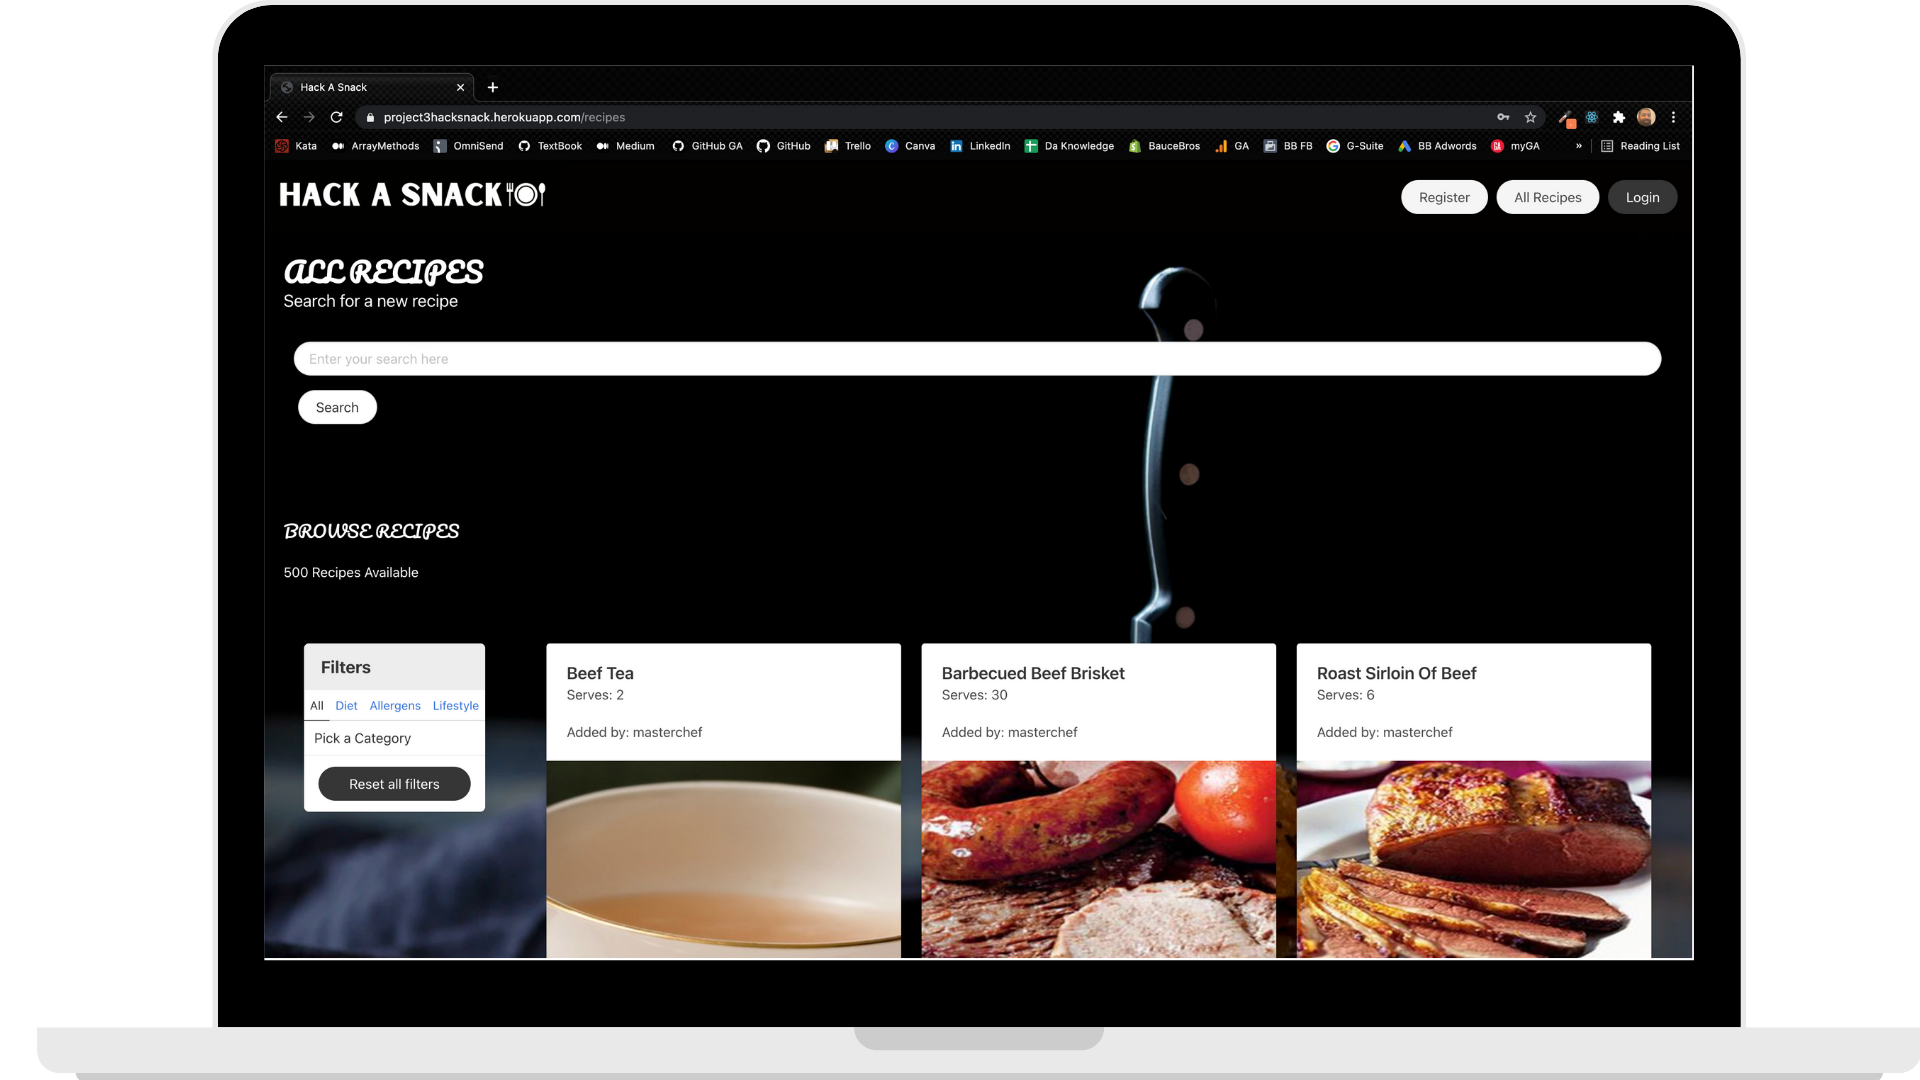 Hack A Snack
project3hacksnack.herokuapp.com/recipes
Kata ArrayMethods OmniSend TextBook Medium GitHub GA GitHub Trello Canva LinkedIn Da Knowledge BauceBros GA BB FB G-Suite BB Adwords myGA » Reading List
HACK A SNACK
Register All Recipes Login
ALL RECIPES
Search for a new recipe
Enter your search here
Search
BROWSE RECIPES
500 Recipes Available
Filters
All Diet Allergens Lifestyle
Pick a Category
Reset all filters
Beef Tea
Serves: 2
Added by: masterchef
Barbecued Beef Brisket
Serves: 30
Added by: masterchef
Roast Sirloin Of Beef
Serves: 6
Added by: masterchef